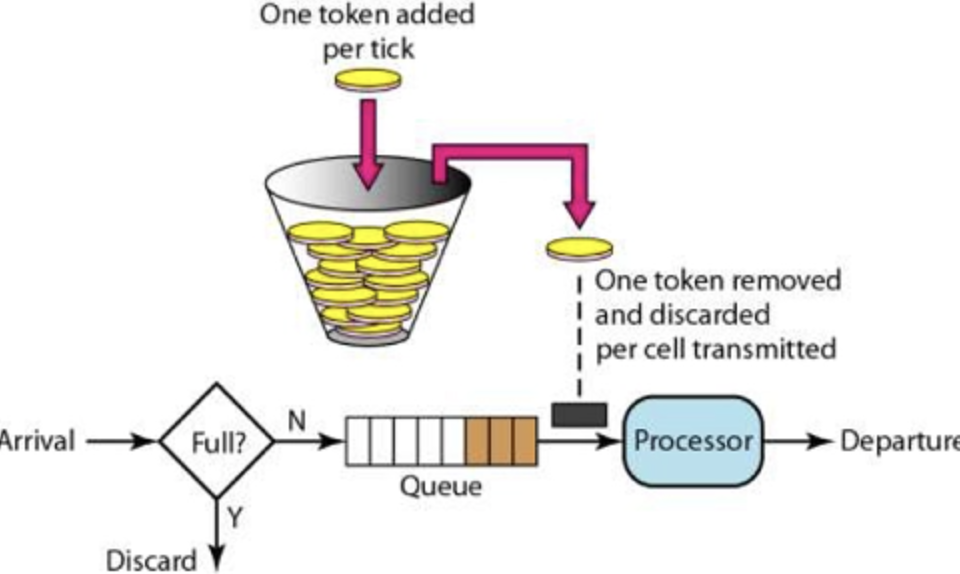 One token added
per tick
One token removed
and discarded
per cell transmitted
Arrival
Full?
N
Queue
Processor
Departure
Y
Discard